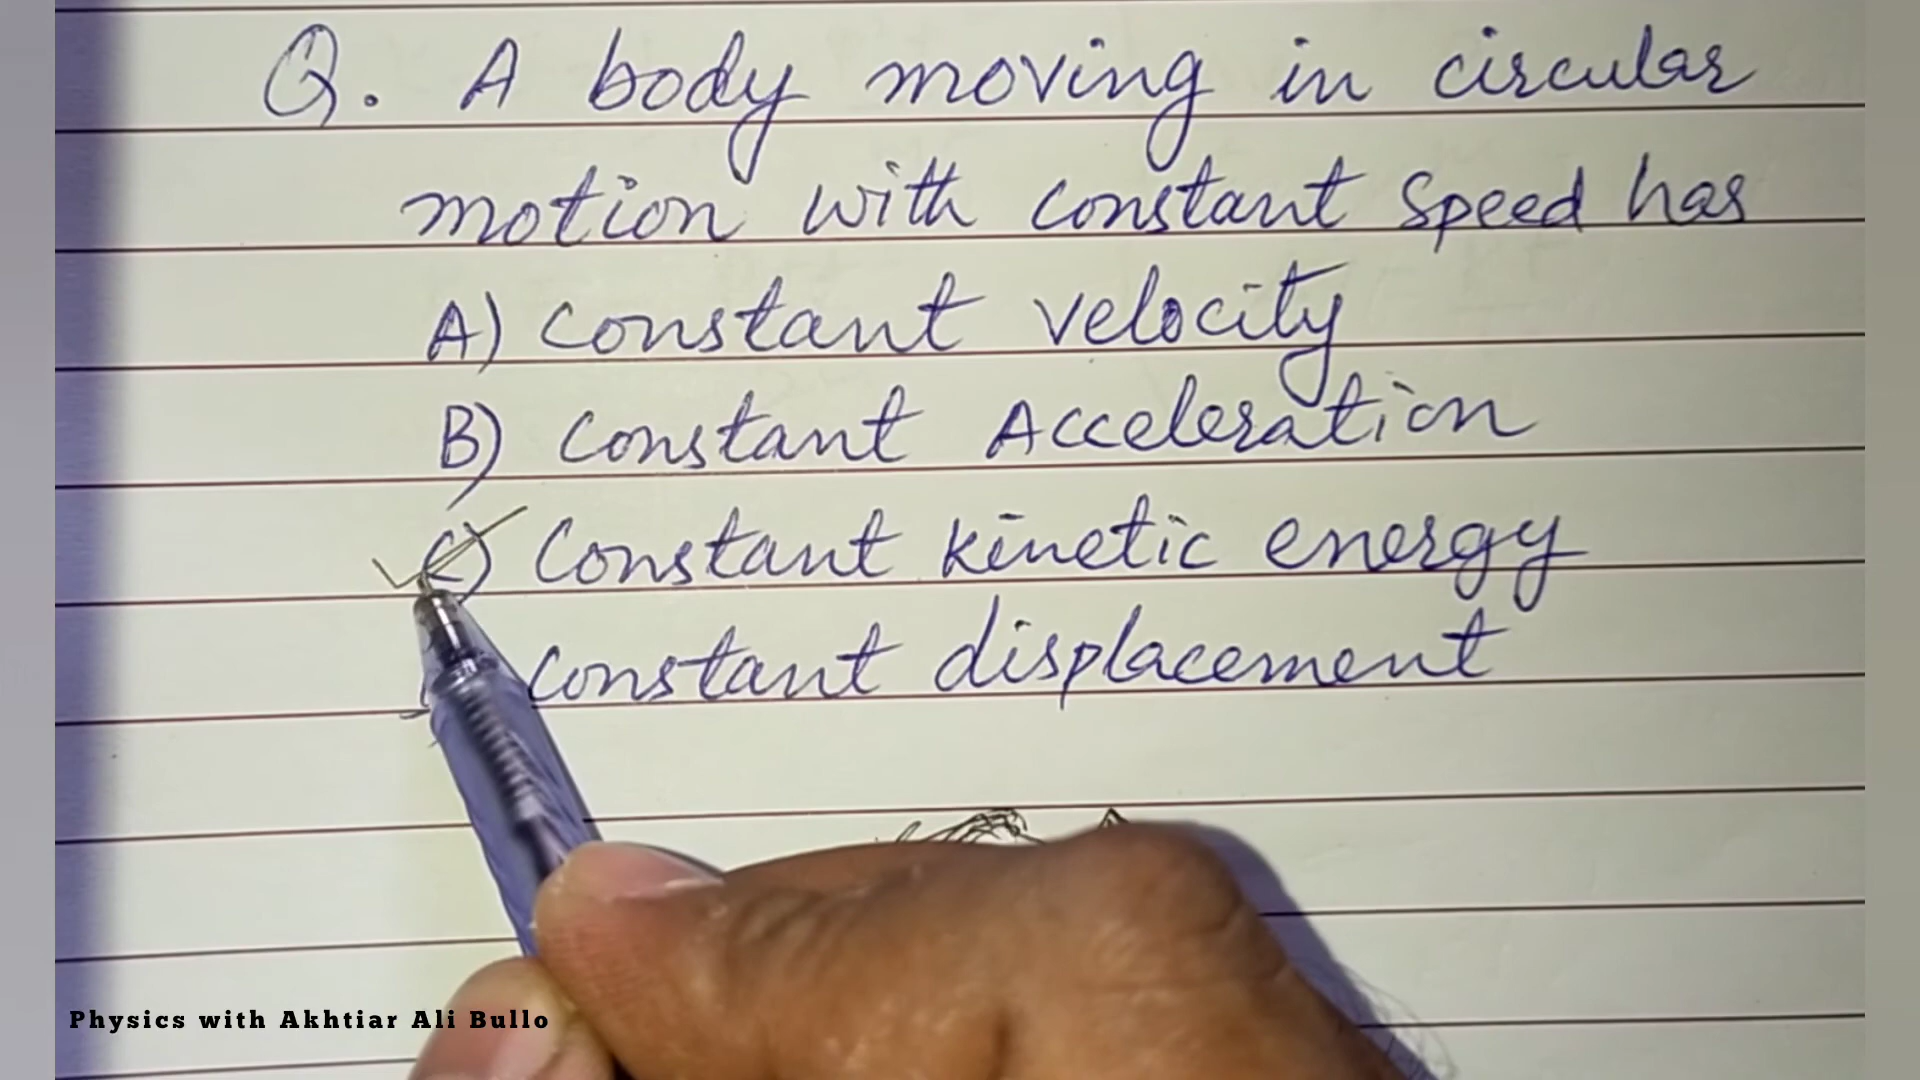 Q. A body moving in circular
motion with constant speed has
A) Constant velocity
B) Constant Acceleration
C) Constant kinetic energy
Constant displacement
Physics with Akhtiar Ali Bullo